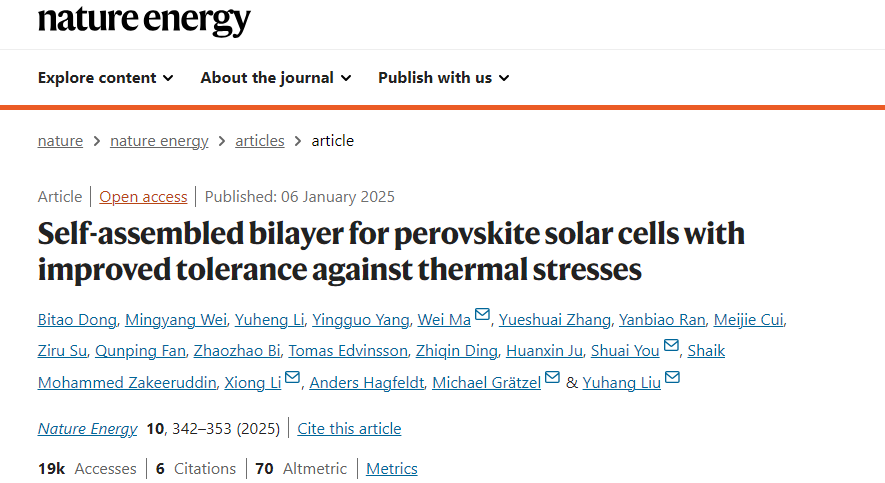 nature energy
Explore content About the journal Publish with us
nature > nature energy > articles > article
Article | Open access | Published: 06 January 2025
Self-assembled bilayer for perovskite solar cells with
improved tolerance against thermal stresses
Bitao Dong, Mingyang Wei, Yuheng Li, Yingguo Yang, Wei Ma, Yueshuai Zhang, Yanbiao Ran, Meijie Cui,
Ziru Su, Qunping Fan, Zhaozhao Bi, Tomas Edvinsson, Zhiqin Ding, Huanxin Ju, Shuai You, Shaik
Mohammed Zakeeruddin, Xiong Li, Anders Hagfeldt, Michael Grätzel & Yuhang Liu
Nature Energy 10, 342–353 (2025) | Cite this article
19k Accesses | 6 Citations | 70 Altmetric | Metrics